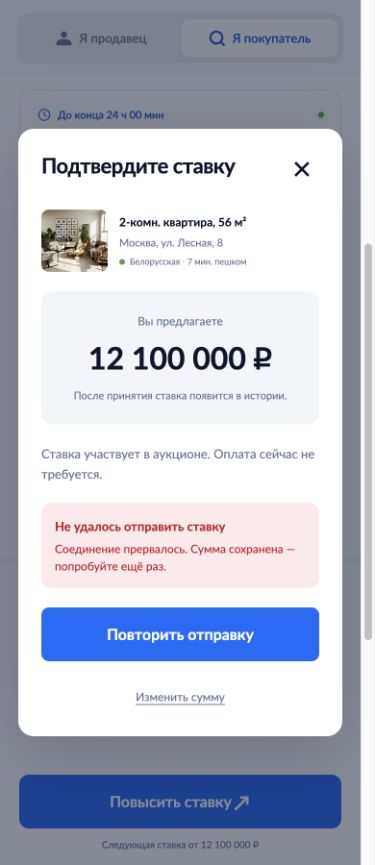 Я продавец
Я покупатель
До конца 24 ч 00 мин
Подтвердите ставку
2-комн. квартира, 56 м²
Москва, ул. Лесная, 8
Белорусская · 7 мин. пешком
Вы предлагаете
12 100 000 ₽
После принятия ставка появится в истории.
Ставка участвует в аукционе. Оплата сейчас не
требуется.
Не удалось отправить ставку
Соединение прервалось. Сумма сохранена —
попробуйте ещё раз.
Повторить отправку
Изменить сумму
Повысить ставку
Следующая ставка от 12 100 000 ₽